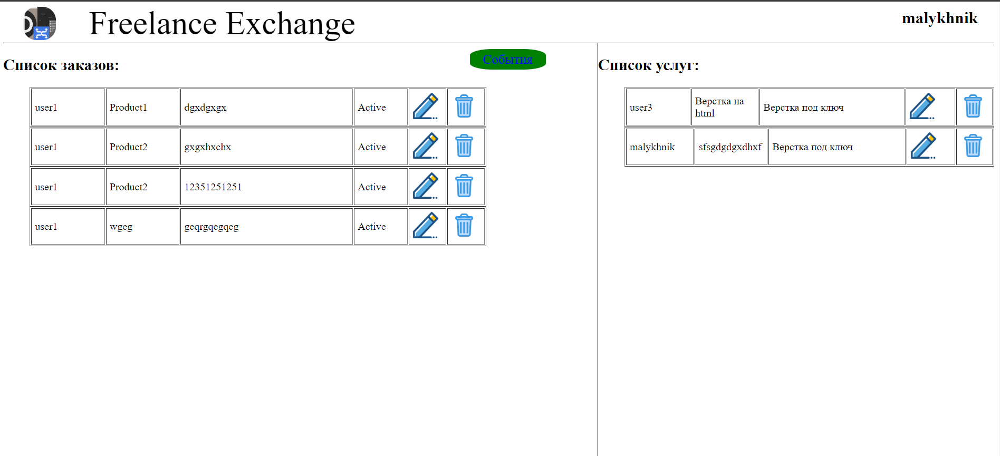 Freelance Exchange
malykhnik
События
Список заказов:
user1 Product1 dgxdgxgx Active
user1 Product2 gxgxhxchx Active
user1 Product2 12351251251 Active
user1 wgeg geqrgqegqeg Active
Список услуг:
user3 Верстка на
html
Верстка под ключ
malykhnik sfsgdgdgxdhxf Верстка под ключ